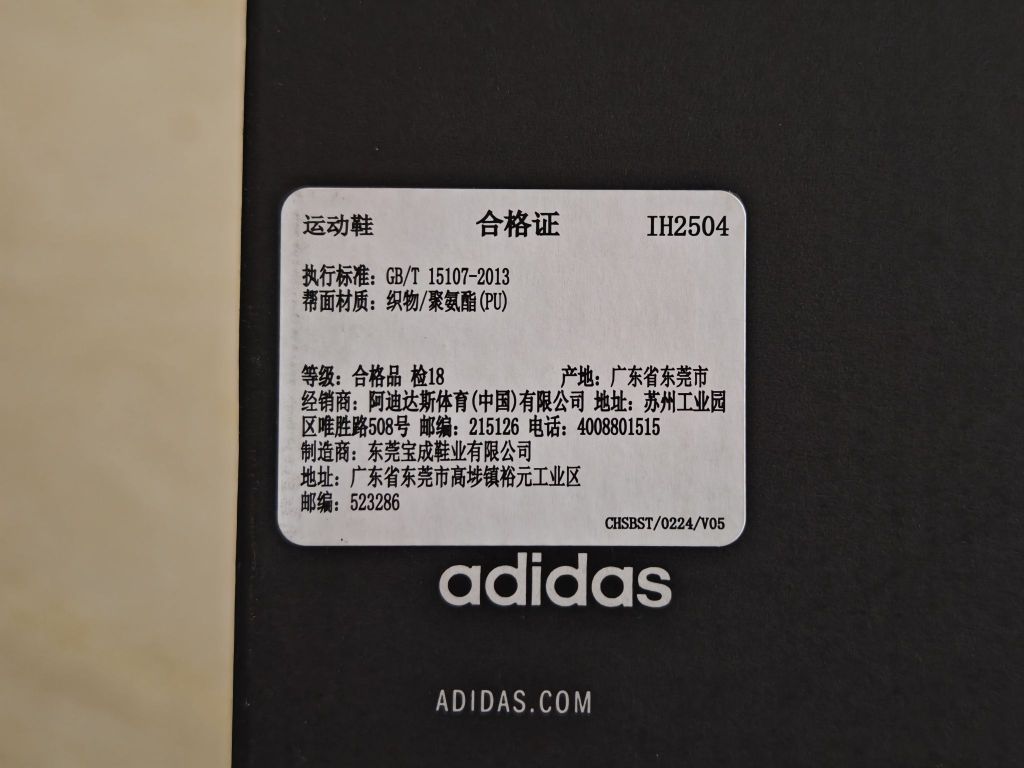 运动鞋 合格证 IH2504
执行标准：GB/T 15107-2013
帮面材质：织物/聚氨酯(PU)
等级：合格品 检18 产地：广东省东莞市
经销商：阿迪达斯体育(中国)有限公司 地址：苏州工业园
区唯胜路508号 邮编：215126 电话：4008801515
制造商：东莞宝成鞋业有限公司
地址：广东省东莞市高埗镇裕元工业区
邮编：523286
CHSBST/0224/V05
adidas
ADIDAS.COM